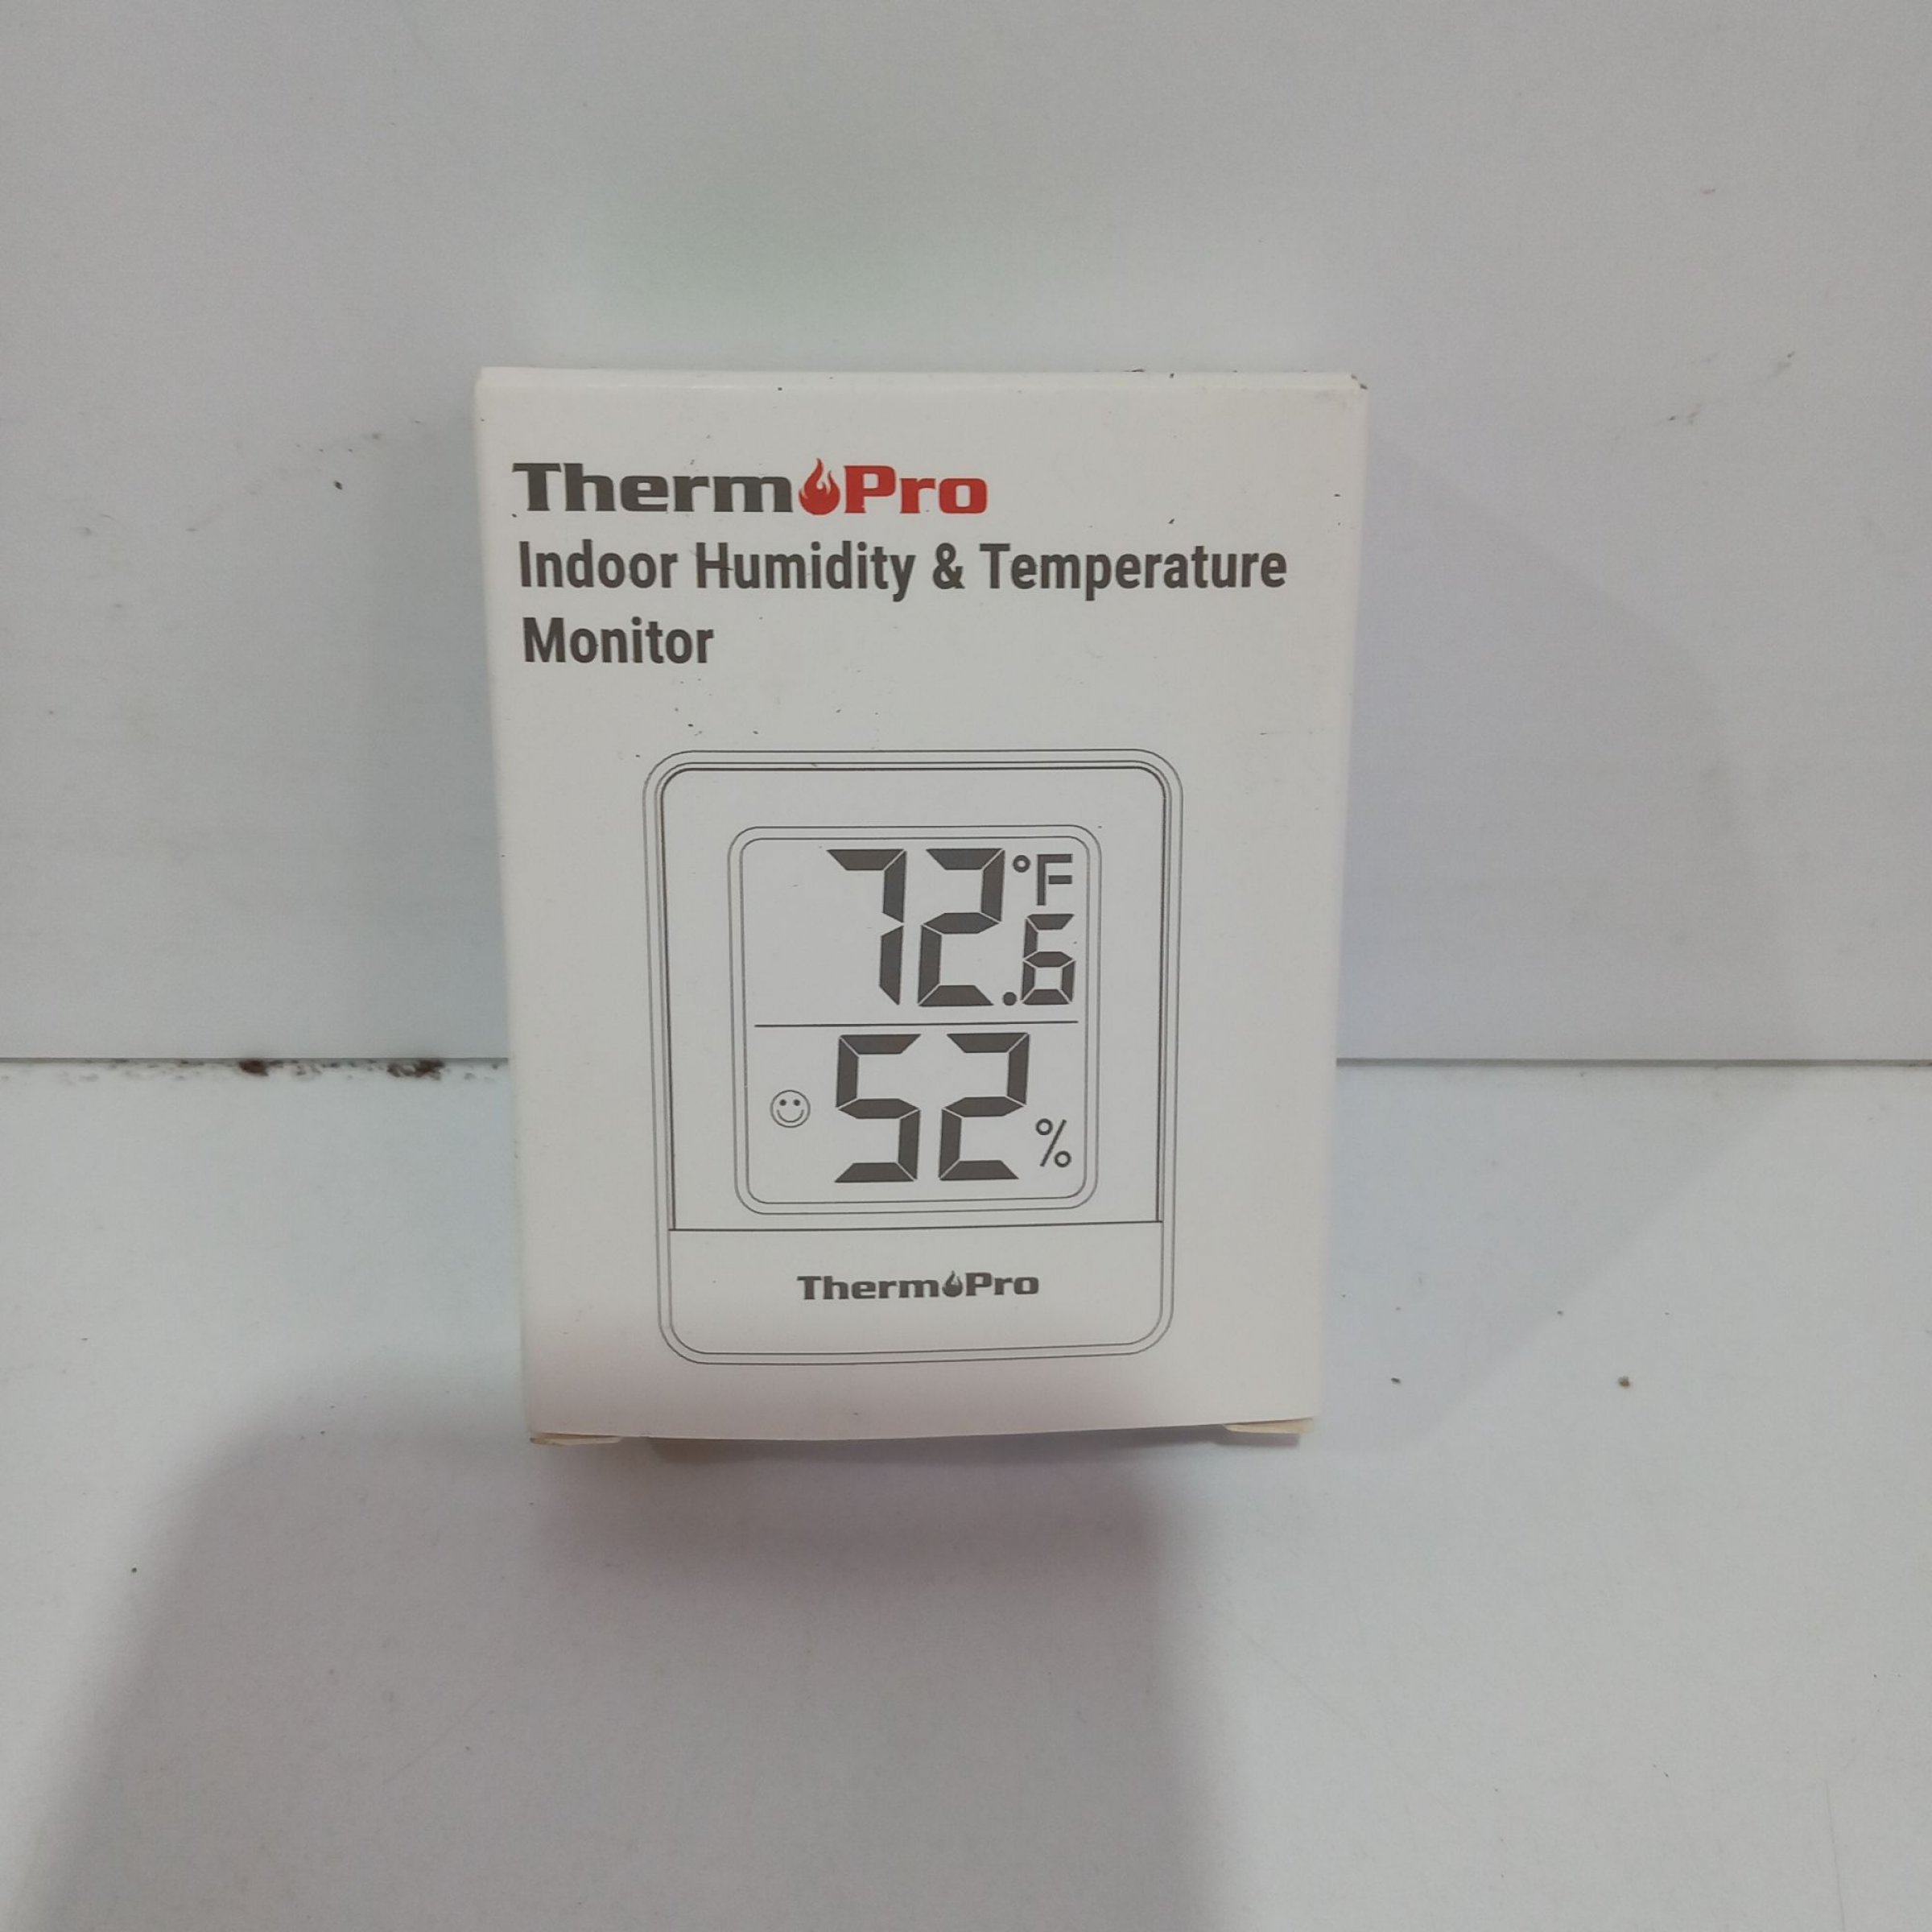 ThermoPro
Indoor Humidity & Temperature
Monitor
72.6°F
52%
ThermoPro